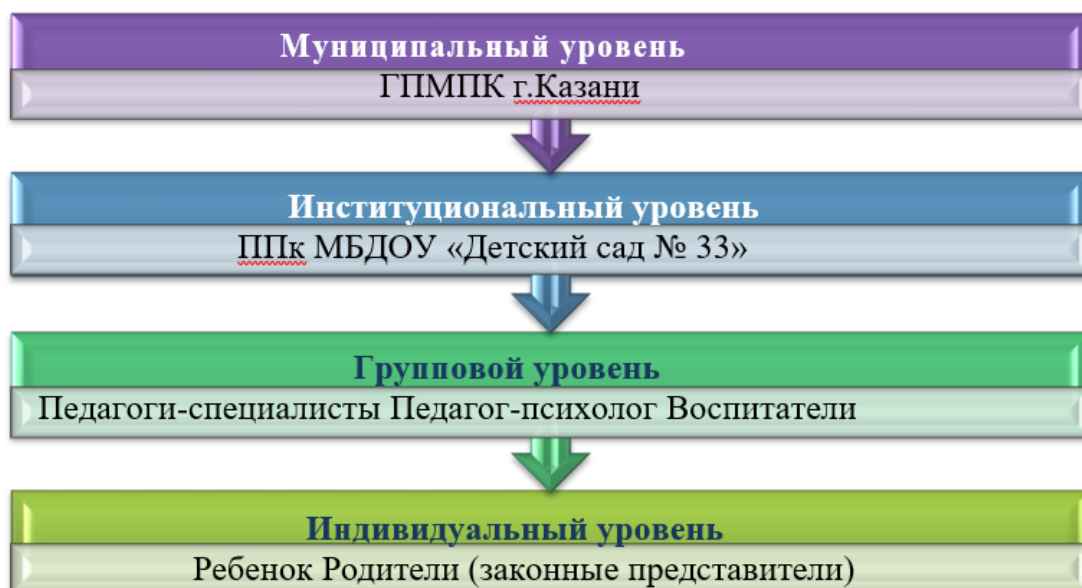 Муниципальный уровень
ГПМПК г.Казани
Институциональный уровень
ППк МБДОУ «Детский сад № 33»
Групповой уровень
Педагоги-специалисты Педагог-психолог Воспитатели
Индивидуальный уровень
Ребенок Родители (законные представители)